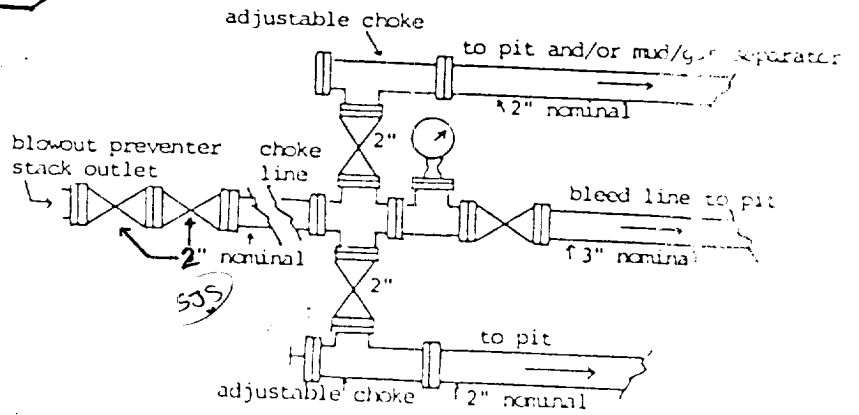 adjustable choke
to pit and/or mud/gas separator
2" nominal
2"
blowout preventer
stack outlet
choke
line
bleed line to pit
2" nominal
3" nominal
SJS
2"
to pit
adjustable choke
2" nominal